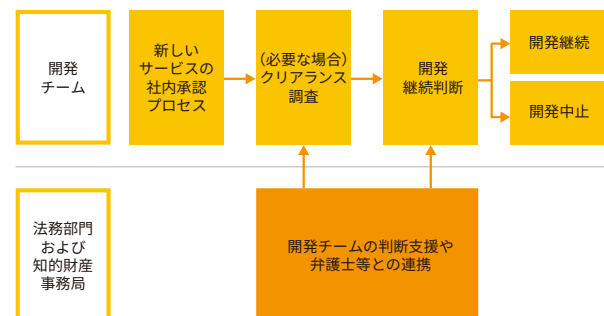 開発
チーム
新しい
サービスの
社内承認
プロセス
（必要な場合）
クリアランス
調査
開発
継続判断
開発継続
開発中止
法務部門
および
知的財産
事務局
開発チームの判断支援や
弁護士等との連携